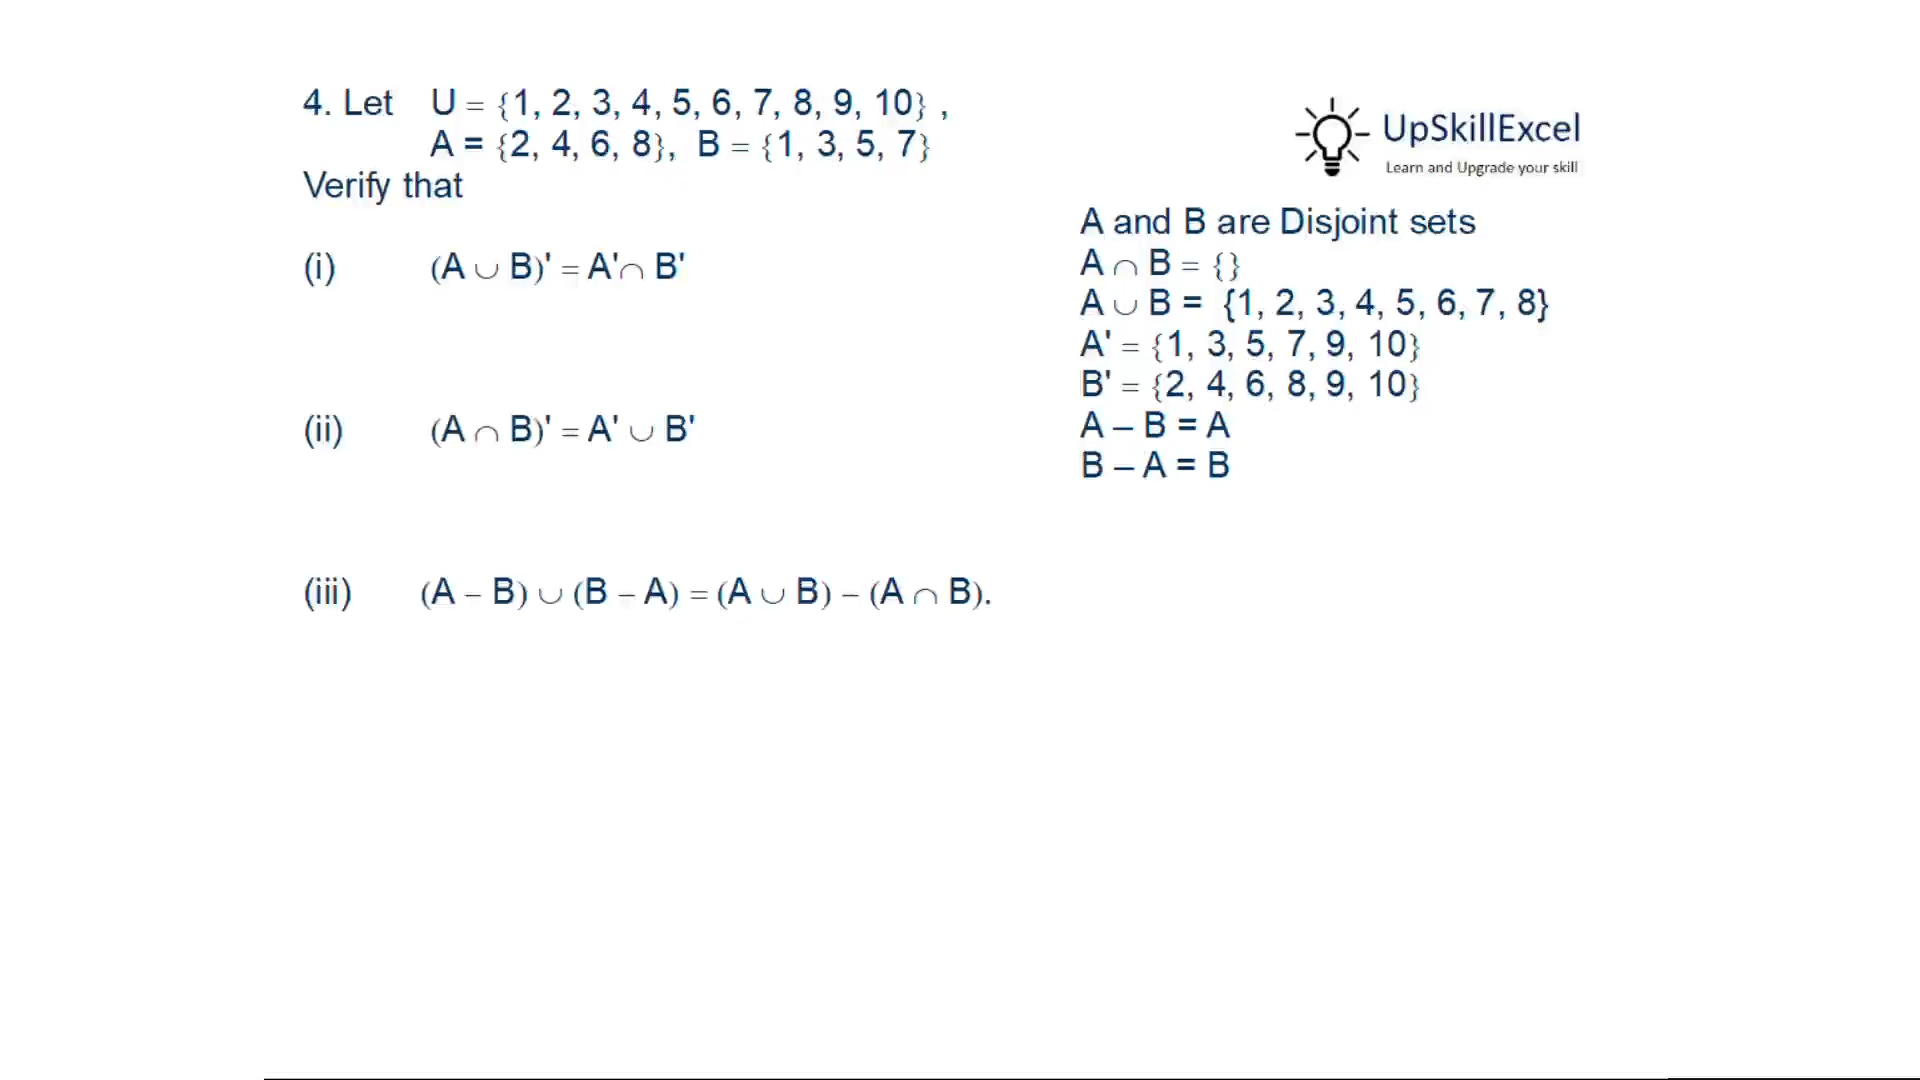 4. Let U = {1, 2, 3, 4, 5, 6, 7, 8, 9, 10} ,
A = {2, 4, 6, 8}, B = {1, 3, 5, 7}
Verify that
(i) (A ∪ B)' = A'∩ B'
(ii) (A ∩ B)' = A' ∪ B'
(iii) (A – B) ∪ (B – A) = (A ∪ B) – (A ∩ B).
UpSkillExcel
Learn and Upgrade your skill
A and B are Disjoint sets
A ∩ B = {}
A ∪ B = {1, 2, 3, 4, 5, 6, 7, 8}
A' = {1, 3, 5, 7, 9, 10}
B' = {2, 4, 6, 8, 9, 10}
A – B = A
B – A = B